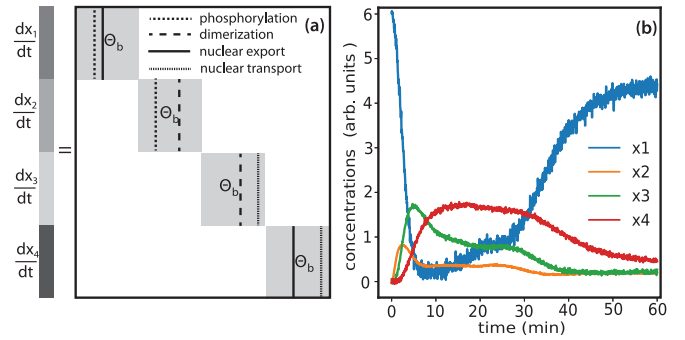 dx₁
dt
dx₂
dt
dx₃
dt
dx₄
dt
=
Θb
Θb
Θb
Θb
phosphorylation
dimerization
nuclear export
nuclear transport
(a)
(b)
concentrations (arb. units)
6
5
4
3
2
1
0
x1
x2
x3
x4
0 10 20 30 40 50 60
time (min)